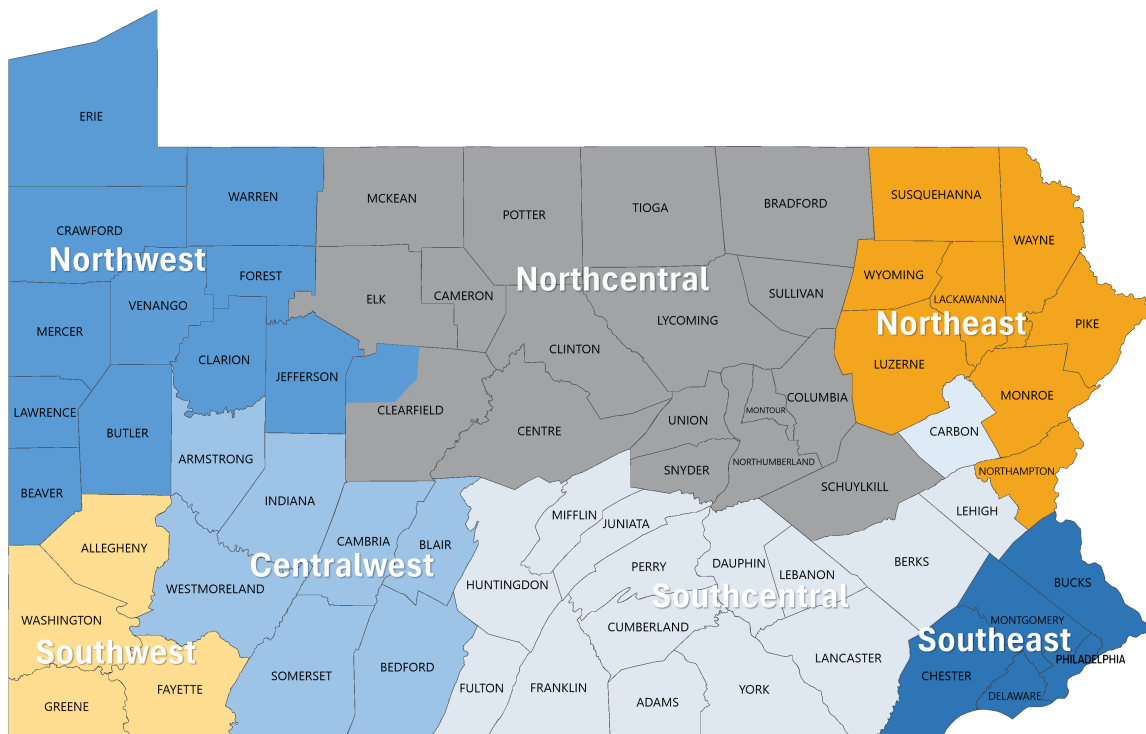 ERIE
WARREN
MCKEAN
POTTER
TIOGA
BRADFORD
SUSQUEHANNA
WAYNE
CRAWFORD
Northwest
FOREST
VENANGO
ELK
CAMERON
Northcentral
SULLIVAN
WYOMING
LACKAWANNA
Northeast
PIKE
MERCER
CLARION
JEFFERSON
LYCOMING
CLINTON
LUZERNE
LAWRENCE
BUTLER
CLEARFIELD
CENTRE
UNION
MONTOUR
COLUMBIA
MONROE
CARBON
BEAVER
ARMSTRONG
INDIANA
SNYDER
NORTHUMBERLAND
SCHUYLKILL
NORTHAMPTON
LEHIGH
ALLEGHENY
WESTMORELAND
CAMBRIA
BLAIR
Centralwest
HUNTINGDON
MIFFLIN
JUNIATA
PERRY
DAUPHIN
LEBANON
Southcentral
BERKS
BUCKS
WASHINGTON
Southwest
CUMBERLAND
MONTGOMERY
Southeast
PHILADELPHIA
GREENE
FAYETTE
SOMERSET
BEDFORD
FULTON
FRANKLIN
ADAMS
YORK
LANCASTER
CHESTER
DELAWARE